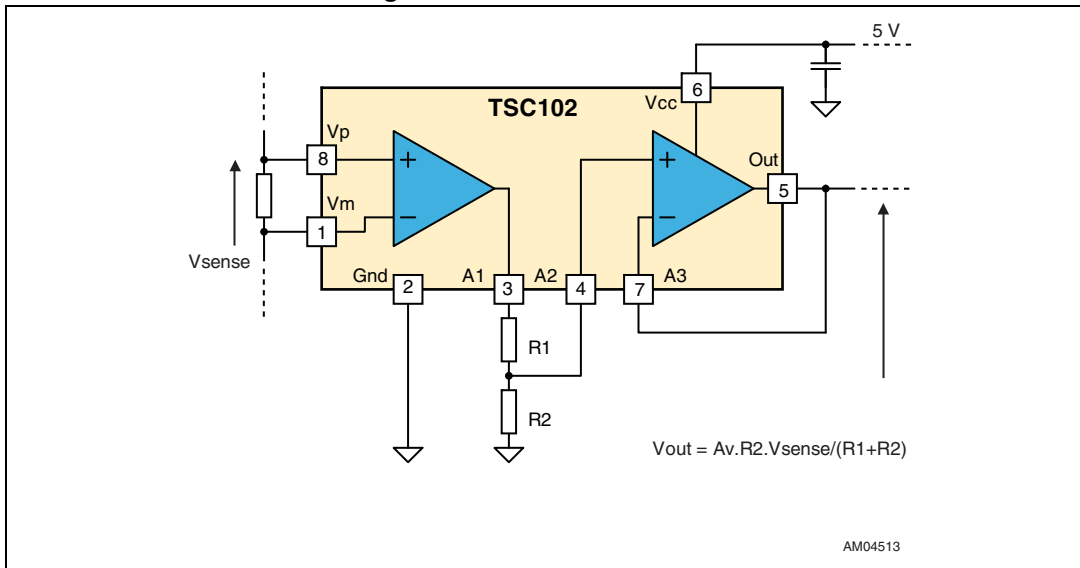 5 V
TSC102
6
Vcc
Vp
8
+
+
Out
5
Vm
−
−
1
Vsense
Gnd
A1
A2
A3
2
3
4
7
R1
R2
Vout = Av.R2.Vsense/(R1+R2)
AM04513